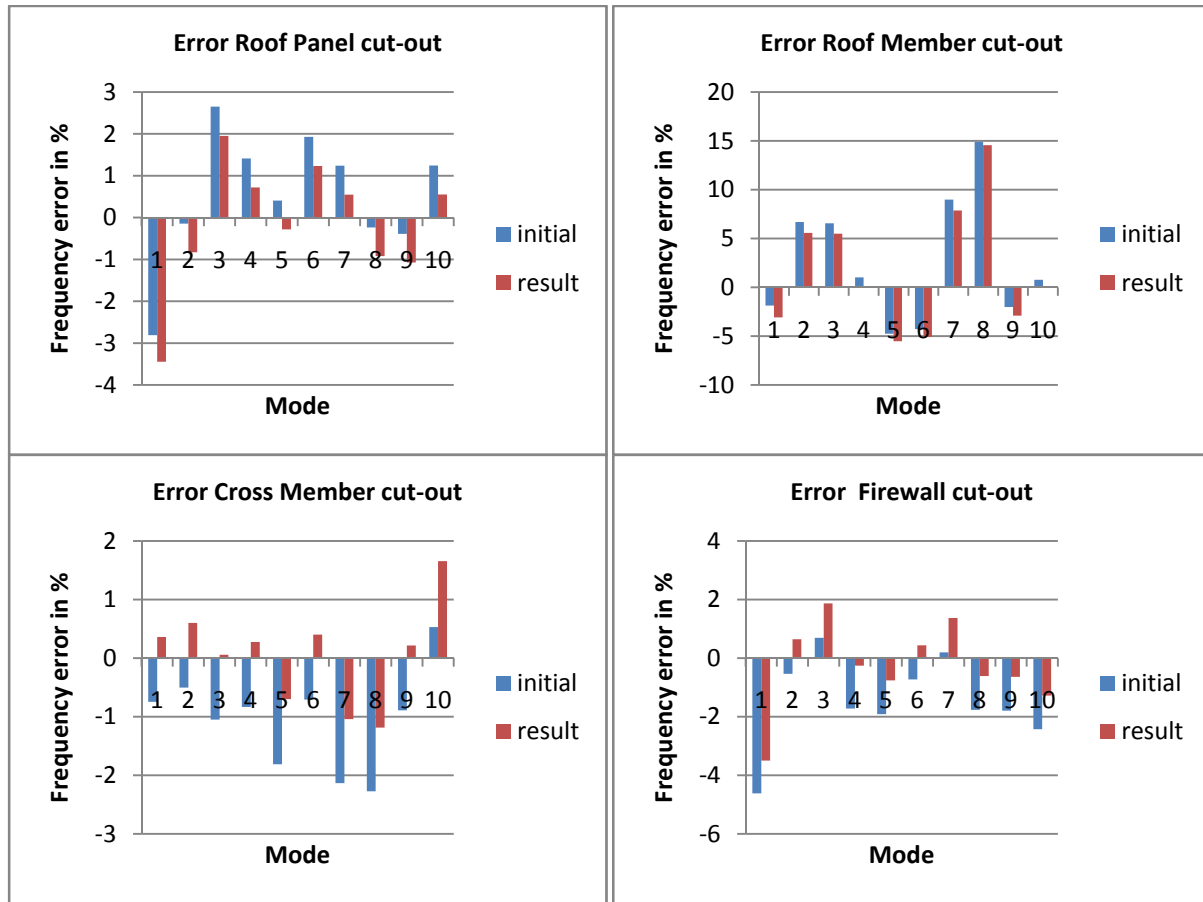 Error Roof Panel cut-out
Frequency error in %
3
2
1
0
-1
-2
-3
-4
1 2 3 4 5 6 7 8 9 10
Mode
initial
result
Error Roof Member cut-out
Frequency error in %
20
15
10
5
0
-5
-10
1 2 3 4 5 6 7 8 9 10
Mode
initial
result
Error Cross Member cut-out
Frequency error in %
2
1
0
-1
-2
-3
1 2 3 4 5 6 7 8 9 10
Mode
initial
result
Error  Firewall cut-out
Frequency error in %
4
2
0
-2
-4
-6
1 2 3 4 5 6 7 8 9 10
Mode
initial
result